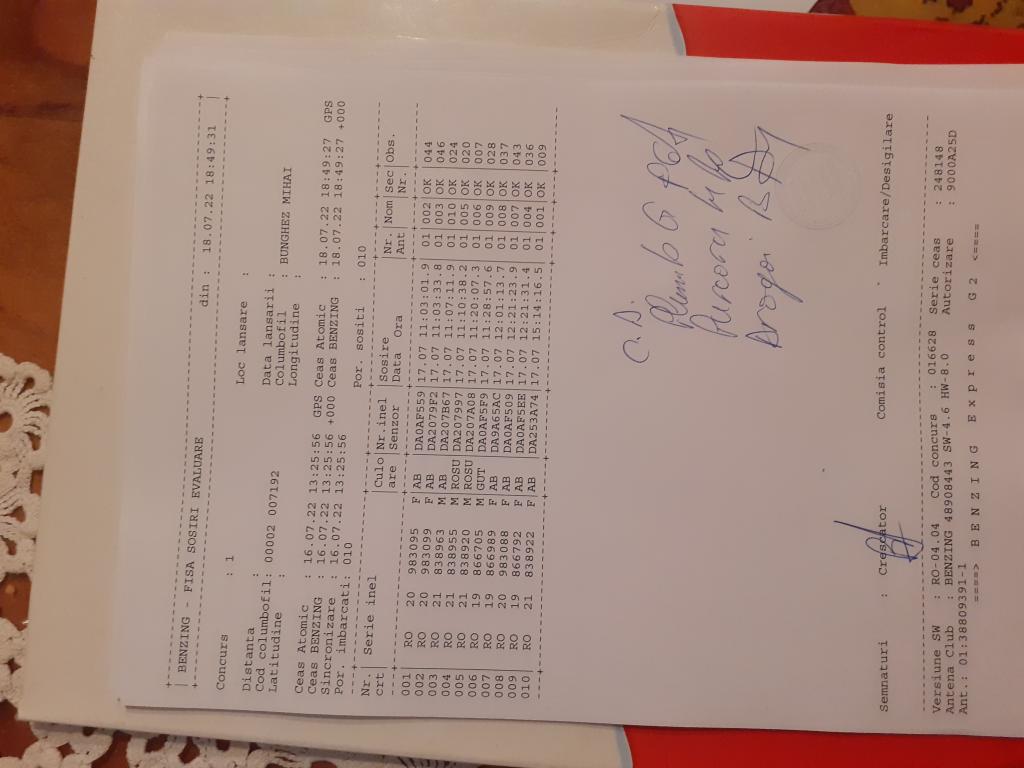 BENZING - FISA SOSIRI EVALUARE
din : 18.07.22 18:49:31
Concurs : 1
Loc lansare :
Distanta :
Data lansarii :
Cod columbofil: 00002 007192
Columbofil : BUNGHEZ MIHAI
Latitudine :
Longitudine :
Ceas Atomic : 16.07.22 13:25:56 GPS Ceas Atomic : 18.07.22 18:49:27 GPS
Ceas BENZING : 16.07.22 13:25:56 +000 Ceas BENZING : 18.07.22 18:49:27 +000
Sincronizare : 16.07.22 13:25:56
Por. imbarcati: 010 Por. sositi : 010
Nr. | Serie inel | Culo | Nr.inel | Sosire | Nr. | Nom | Sec | Obs.
crt | | are | Senzor | Data Ora | Ant | | Nr. |
001 RO 20 983095 F AB DA0AF559 17.07 11:03:01.9 01 002 OK 044
002 RO 20 983099 F AB DA2079F2 17.07 11:03:33.8 01 003 OK 046
003 RO 21 838963 M AB DA207B67 17.07 11:07:11.9 01 010 OK 024
004 RO 21 838955 M ROSU DA207997 17.07 11:10:38.2 01 005 OK 020
005 RO 21 838920 M ROSU DA207A08 17.07 11:20:07.3 01 006 OK 007
006 RO 19 866705 M GUT DA0AF5F9 17.07 11:28:57.6 01 009 OK 028
007 RO 19 866989 F AB DA9A65AC 17.07 12:01:13.7 01 008 OK 037
008 RO 20 983088 F AB DA0AF509 17.07 12:21:23.9 01 007 OK 043
009 RO 19 866792 F AB DA0AF5EE 17.07 12:21:31.4 01 004 OK 036
010 RO 21 838922 F AB DA253A74 17.07 15:14:16.5 01 001 OK 009
Semnaturi : Crescator Comisia control . Imbarcare/Desigilare
Versiune SW : RO-04.04 Cod concurs : 016628 Serie ceas : 248148
Antena Club : BENZING 48908443 SW-4.6 HW-8.0 Autorizare : 9000A25D
Ant.: 01:38809391-1
====> B E N Z I N G E x p r e s s G 2 <====